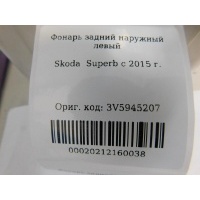 Фонарь задний наружный
левый
Skoda Superb с 2015 г.
Ориг. код: 3V5945207
00020212160038